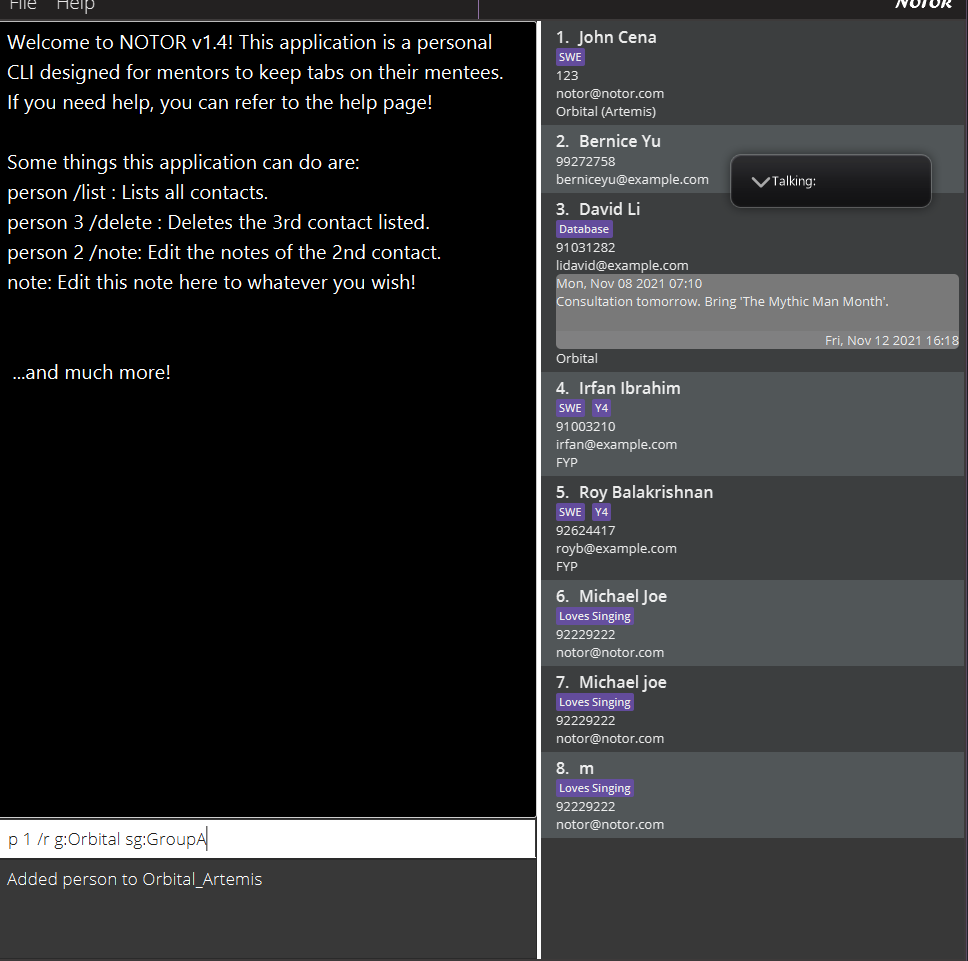 File Help
NOTOR
Welcome to NOTOR v1.4! This application is a personal
CLI designed for mentors to keep tabs on their mentees.
If you need help, you can refer to the help page!
Some things this application can do are:
person /list : Lists all contacts.
person 3 /delete : Deletes the 3rd contact listed.
person 2 /note: Edit the notes of the 2nd contact.
note: Edit this note here to whatever you wish!
...and much more!
p 1 /r g:Orbital sg:GroupA
Added person to Orbital_Artemis
1. John Cena
SWE
123
notor@notor.com
Orbital (Artemis)
2. Bernice Yu
99272758
berniceyu@example.com
Talking:
3. David Li
Database
91031282
lidavid@example.com
Mon, Nov 08 2021 07:10
Consultation tomorrow. Bring 'The Mythic Man Month'.
Fri, Nov 12 2021 16:18
Orbital
4. Irfan Ibrahim
SWE Y4
91003210
irfan@example.com
FYP
5. Roy Balakrishnan
SWE Y4
92624417
royb@example.com
FYP
6. Michael Joe
Loves Singing
92229222
notor@notor.com
7. Michael joe
Loves Singing
92229222
notor@notor.com
8. m
Loves Singing
92229222
notor@notor.com